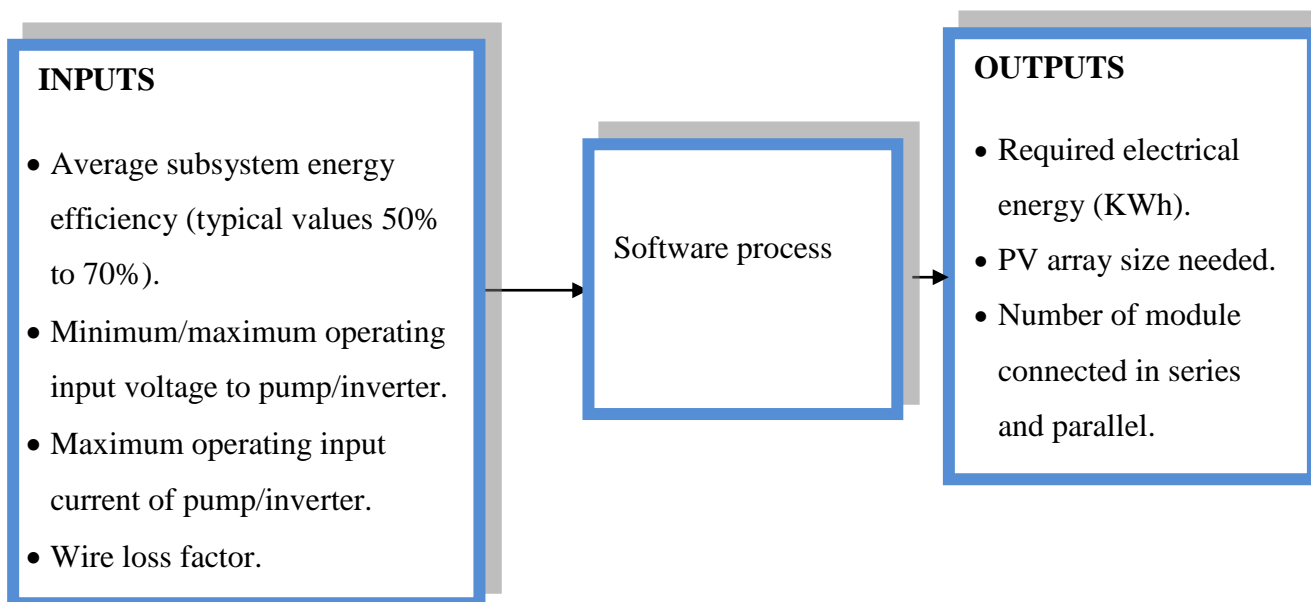 INPUTS
• Average subsystem energy
efficiency (typical values 50%
to 70%).
• Minimum/maximum operating
input voltage to pump/inverter.
• Maximum operating input
current of pump/inverter.
• Wire loss factor.
Software process
OUTPUTS
• Required electrical
energy (KWh).
• PV array size needed.
• Number of module
connected in series
and parallel.